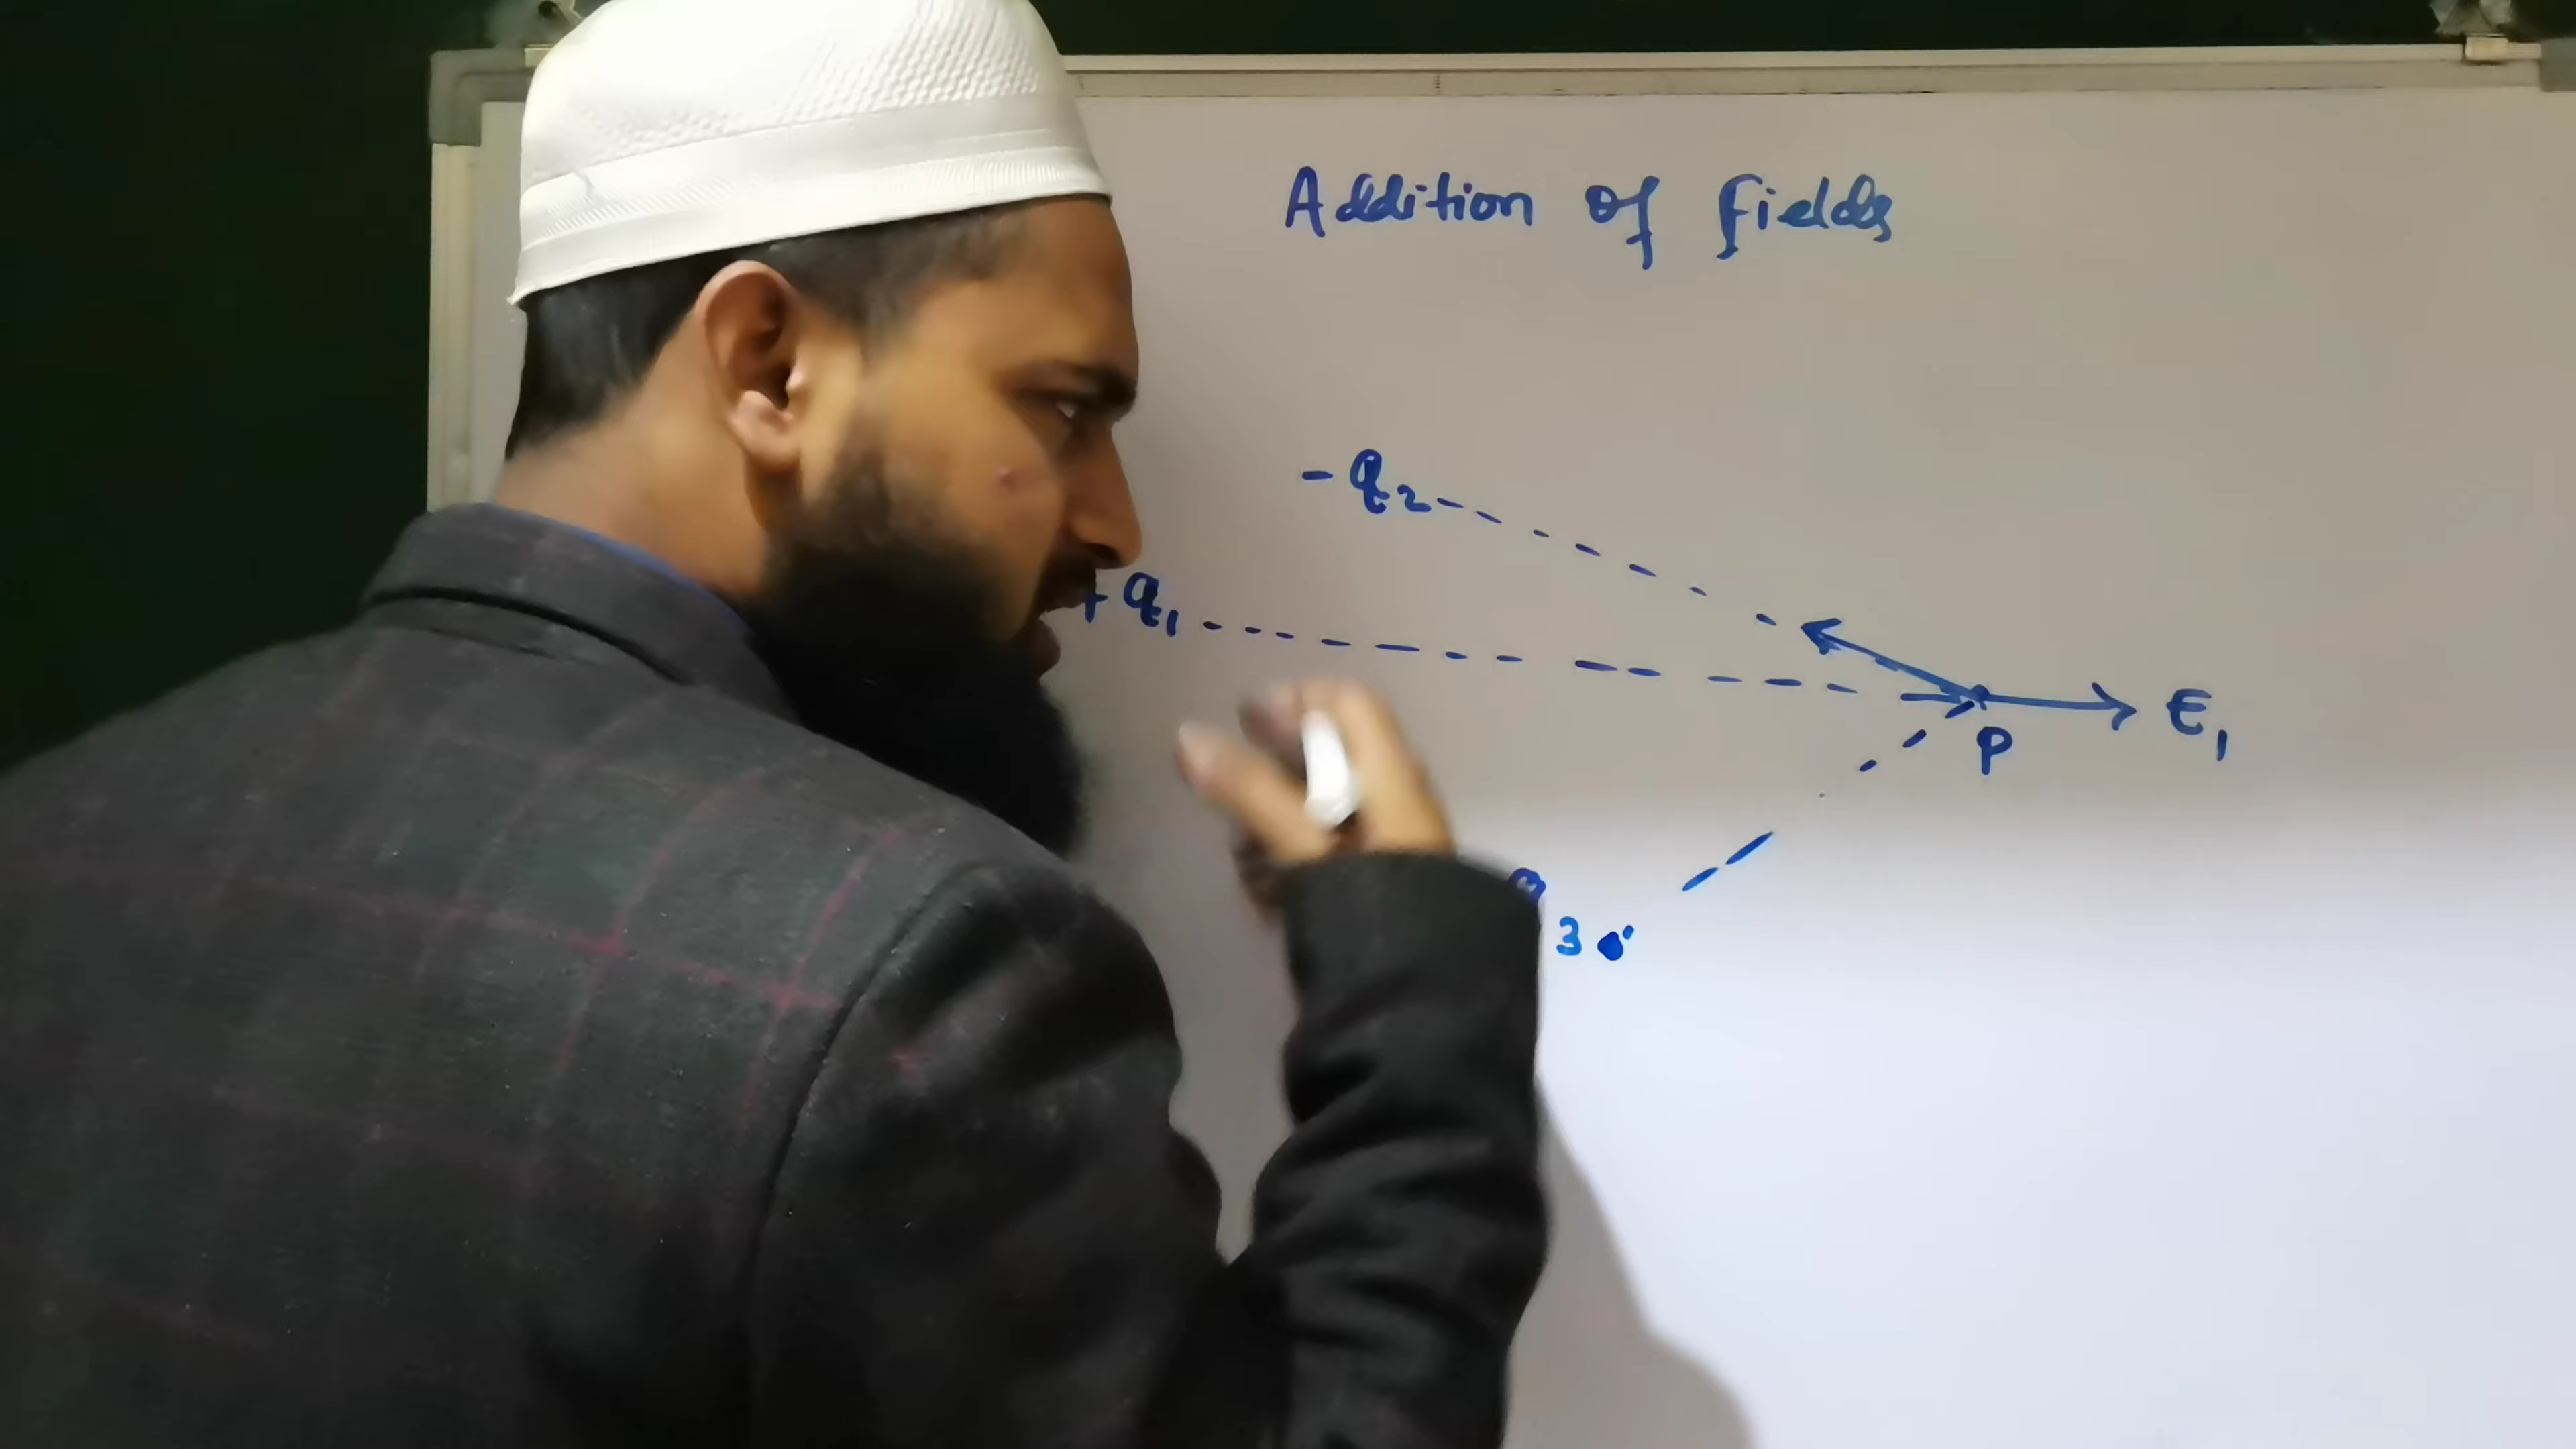 Addition of fields
- q2
+ q1
E1
P
3